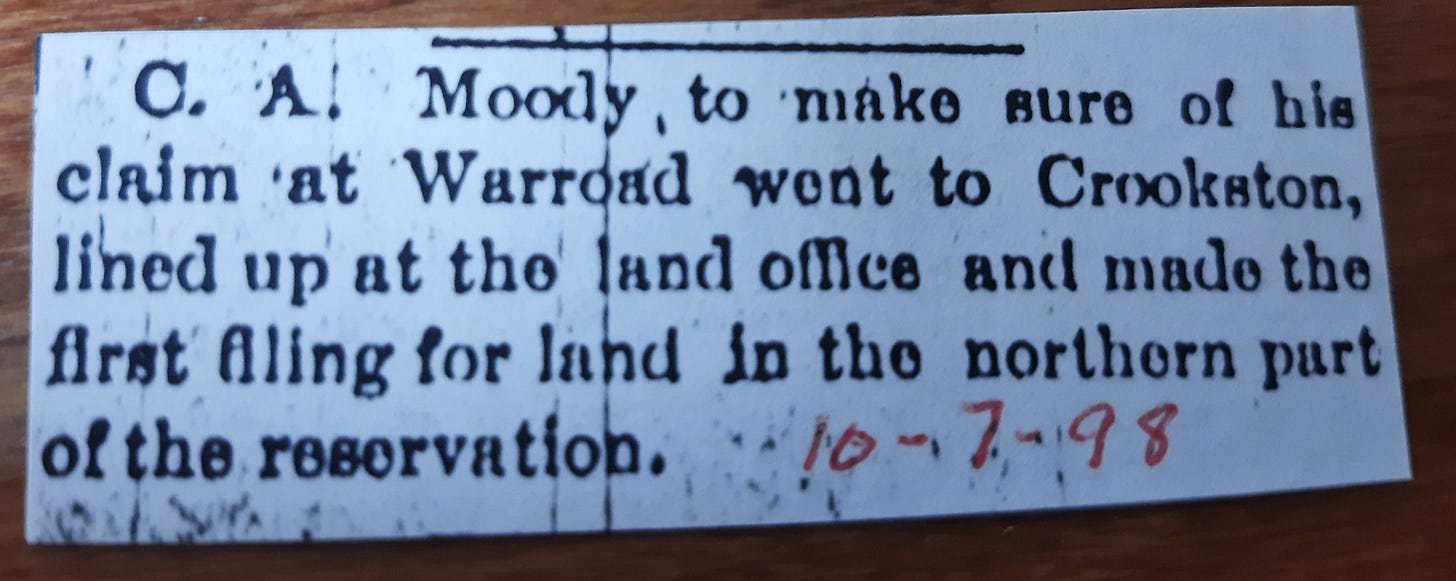 C. A. Moody, to make sure of his
claim at Warroad went to Crookston,
lined up at the land office and made the
first filing for land in the northern part
of the reservation. 10-7-98